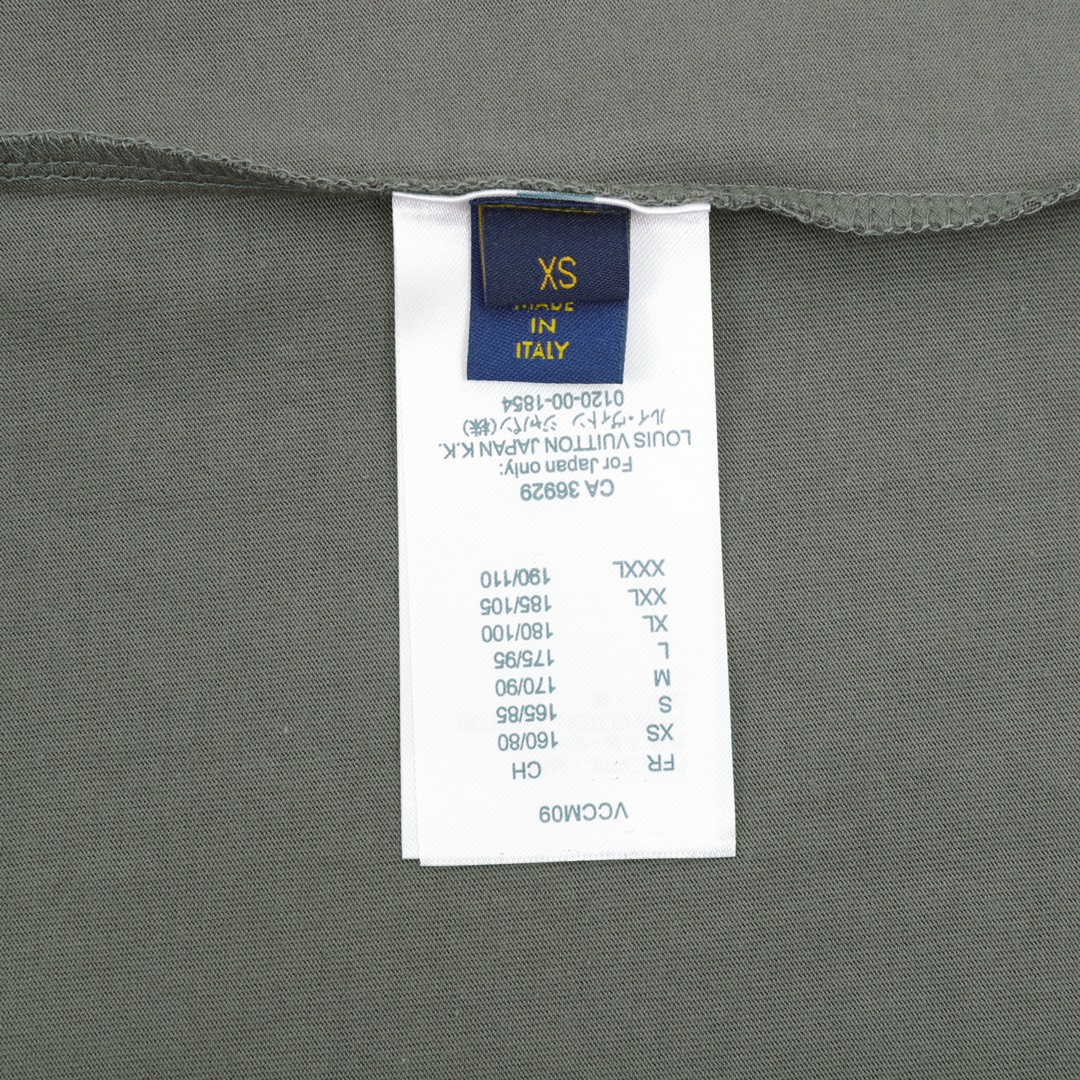 XS
MADE
IN
ITALY
VCCM09
FR CH
XS 160/80
S 165/85
M 170/90
L 175/95
XL 180/100
XXL 185/105
XXXL 190/110
CA 36929
For Japan only:
LOUIS VUITTON JAPAN K.K.
ルイ・ヴィトン ジャパン(株)
0120-00-1854